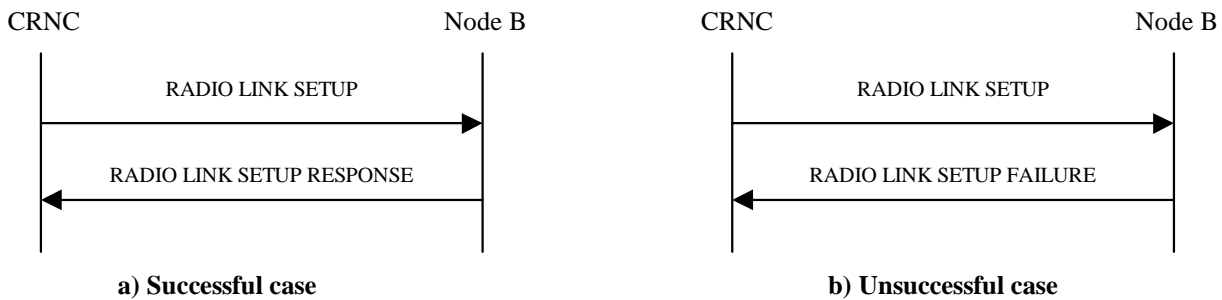 CRNC Node B
RADIO LINK SETUP
RADIO LINK SETUP RESPONSE
a) Successful case
CRNC Node B
RADIO LINK SETUP
RADIO LINK SETUP FAILURE
b) Unsuccessful case